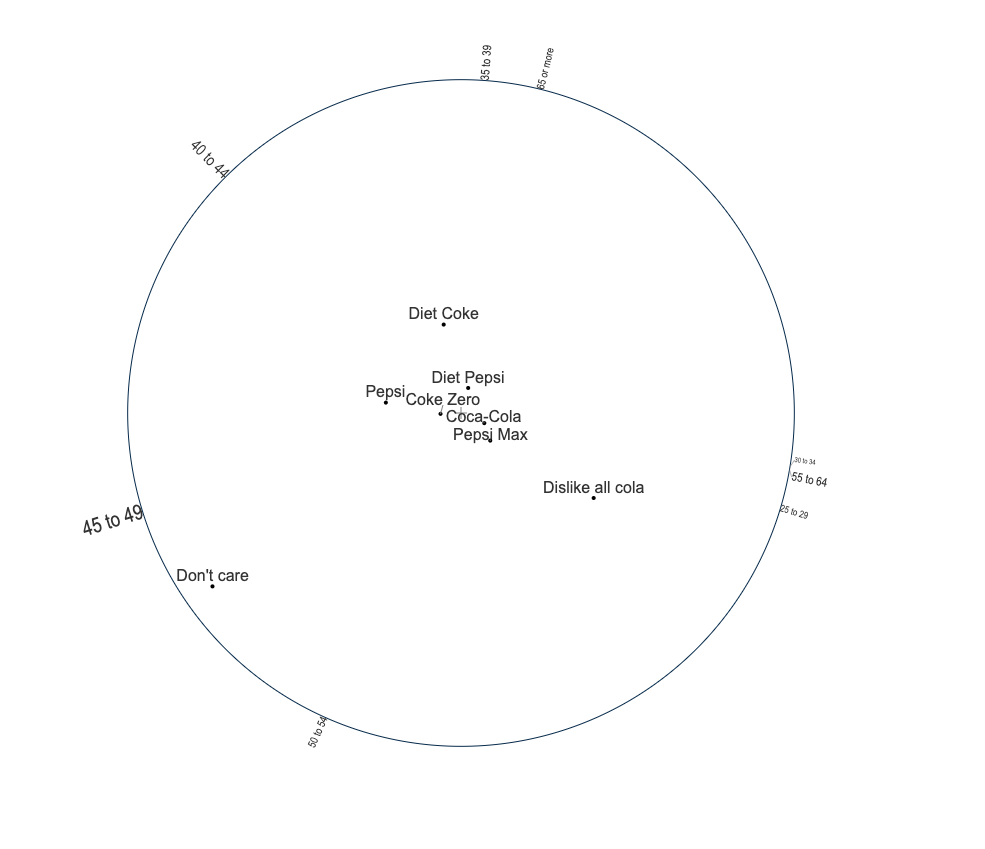 35 to 39
65 or more
40 to 44
Diet Coke
Diet Pepsi
Pepsi
Coke Zero
Coca-Cola
Pepsi Max
30 to 34
55 to 64
Dislike all cola
25 to 29
45 to 49
Don't care
50 to 54